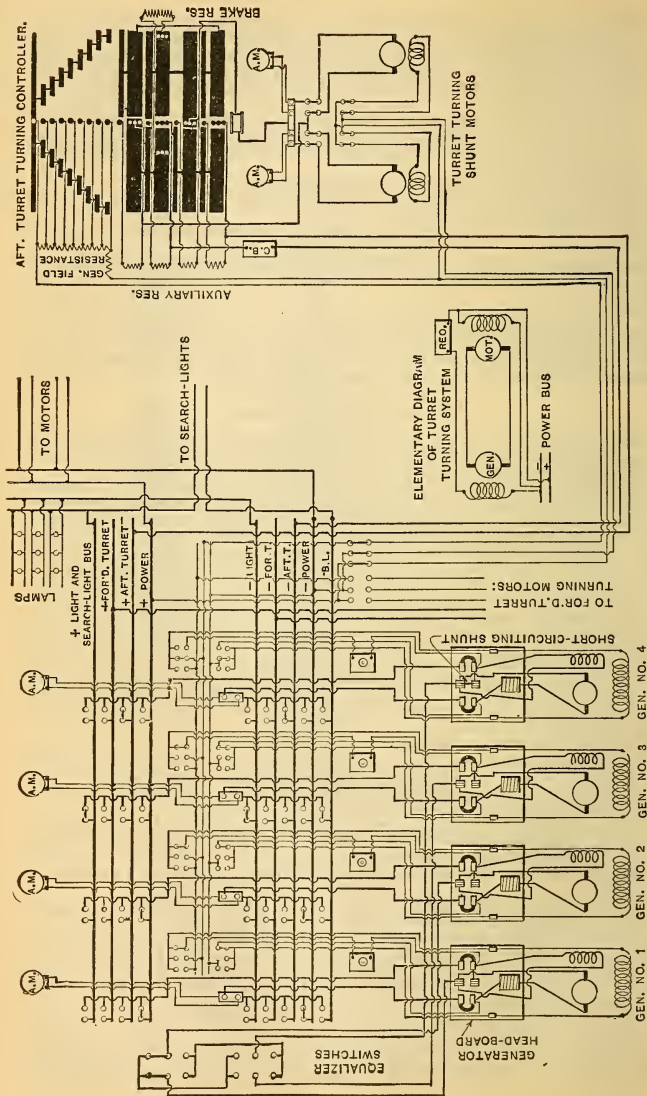 AFT. TURRET TURNING CONTROLLER.
BRAKE RES.
A.M.
A.M.
TURRET TURNING
SHUNT MOTORS
GEN. FIELD
RESISTANCE
AUXILIARY RES.
C.B.
TO MOTORS
TO SEARCH-LIGHTS
ELEMENTARY DIAGRAM
OF TURRET
TURNING SYSTEM
REO.
GEN.
MOT.
- 
+ POWER BUS
LAMPS
+ LIGHT AND
SEARCH-LIGHT BUS
+FOR'D. TURRET
+ AFT. TURRET
+ POWER
- LIGHT
- FOR. T.
- AFT. T.
- POWER
-B.L.
TO FOR'D. TURRET
TURNING MOTORS:
SHORT-CIRCUITING SHUNT
A.M.
A.M.
A.M.
A.M.
EQUALIZER
SWITCHES
GENERATOR
HEAD-BOARD
GEN. NO. 1
GEN. NO. 2
GEN. NO. 3
GEN. NO. 4